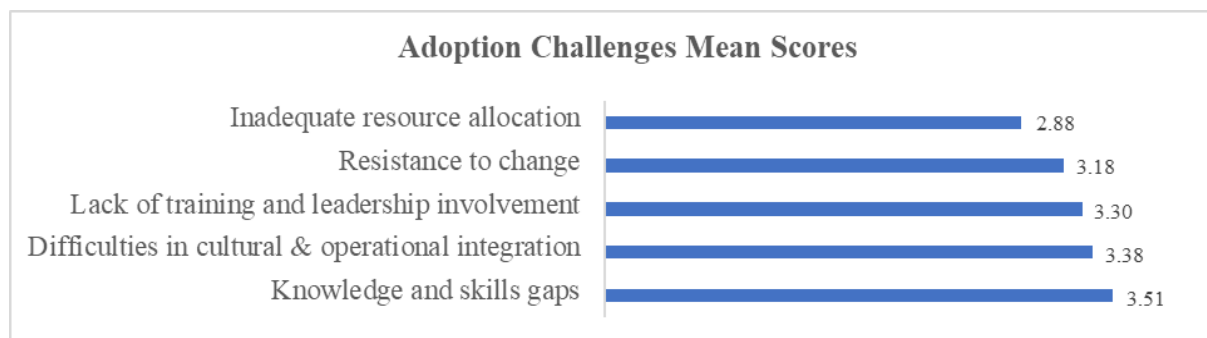 Adoption Challenges Mean Scores
Inadequate resource allocation 2.88
Resistance to change 3.18
Lack of training and leadership involvement 3.30
Difficulties in cultural & operational integration 3.38
Knowledge and skills gaps 3.51